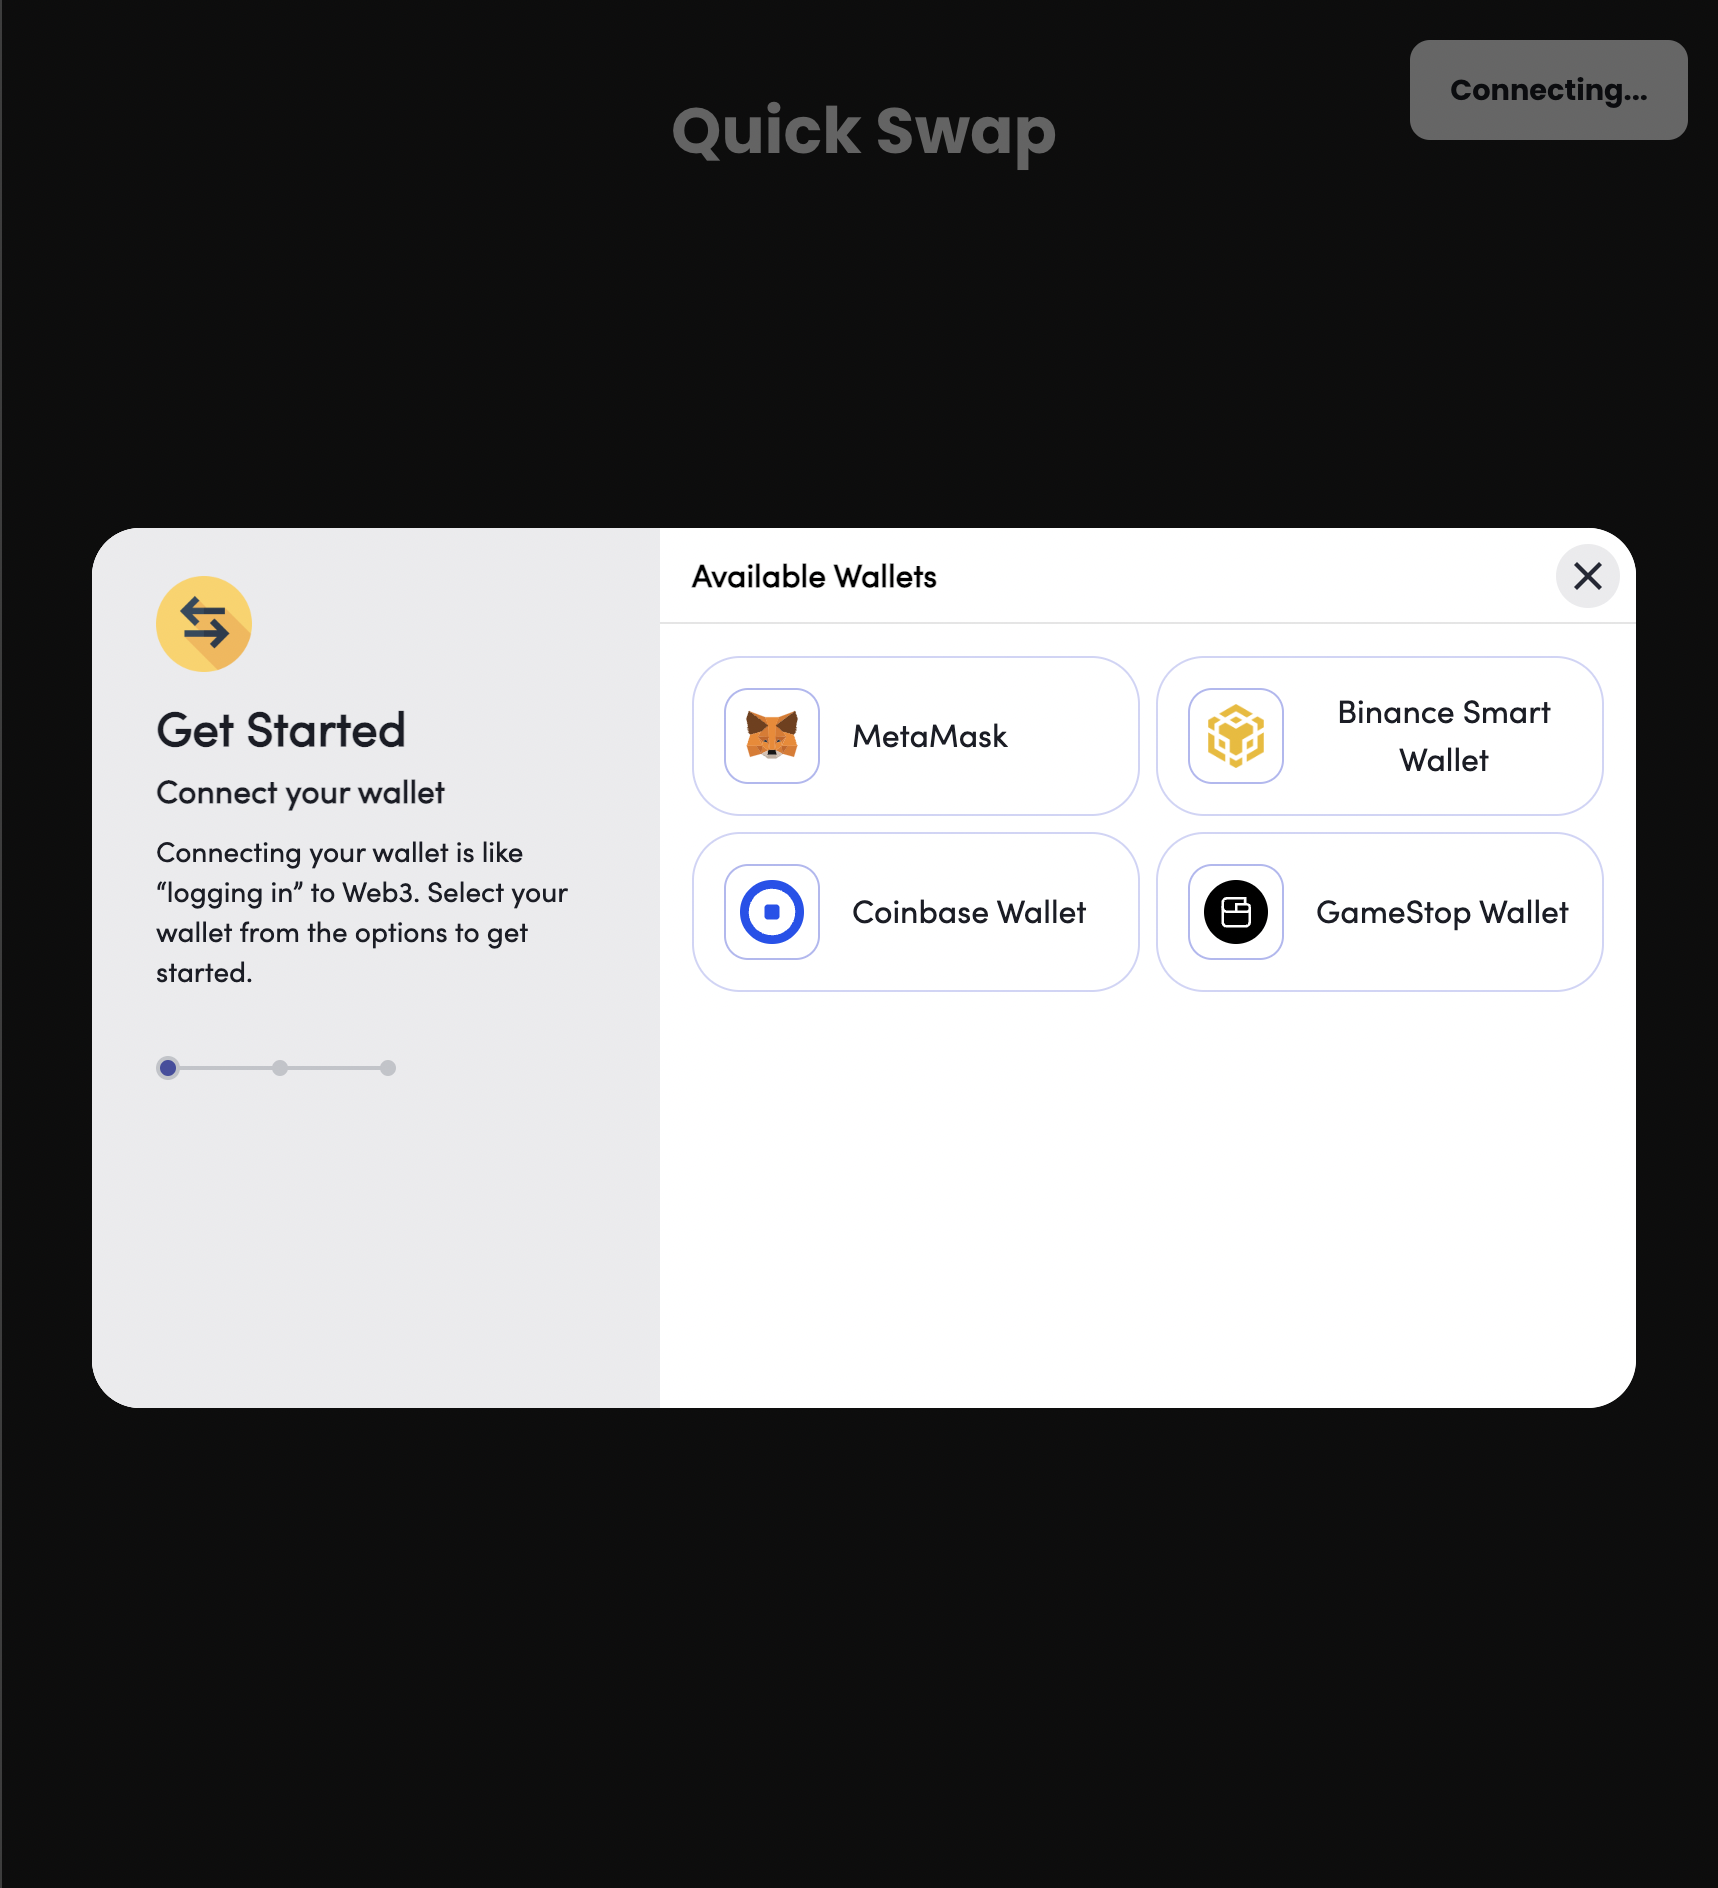 Connecting...
Quick Swap
Get Started
Connect your wallet
Connecting your wallet is like
“logging in” to Web3. Select your
wallet from the options to get
started.
Available Wallets
MetaMask
Binance Smart
Wallet
Coinbase Wallet
GameStop Wallet